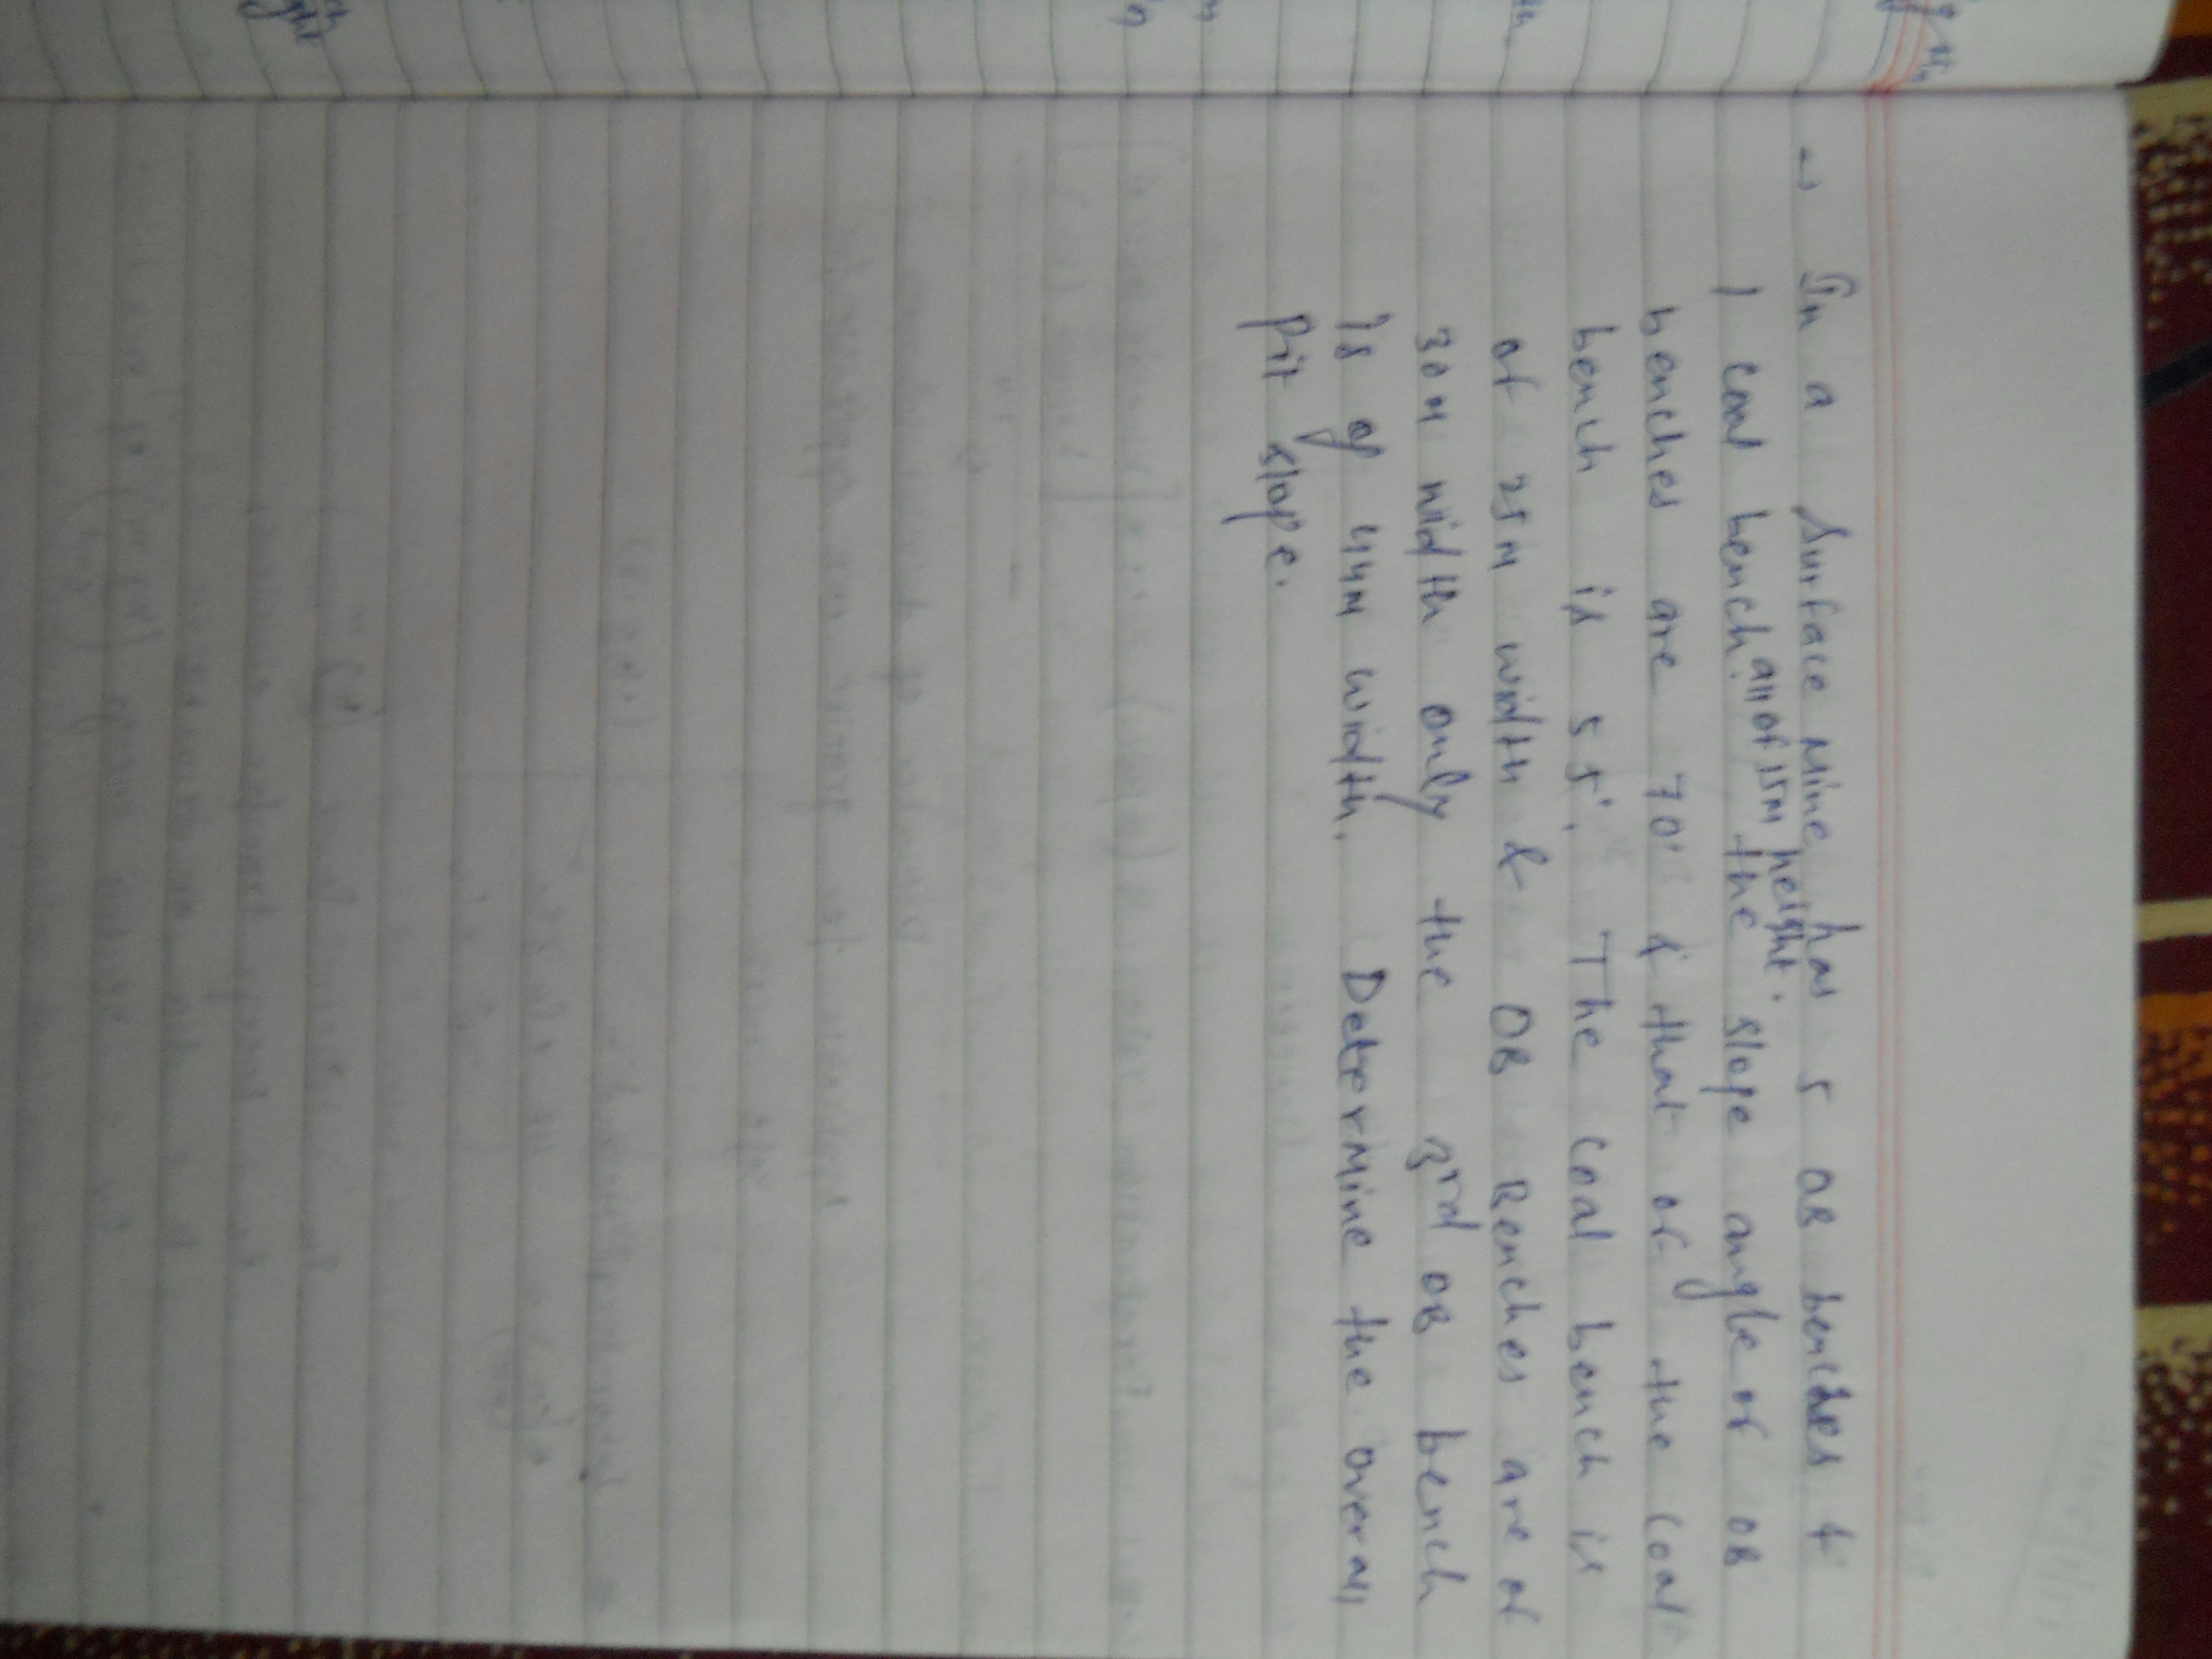 → In a surface mine has 5 OB benches &
1 coal bench. all of 15m height. the slope angle of OB
benches are 70° & that of the coal
bench is 55°. The coal bench is
of 25m width & OB Benches are of
30m width only the 3rd OB bench
is of 44m width. Determine the overall
pit slope.